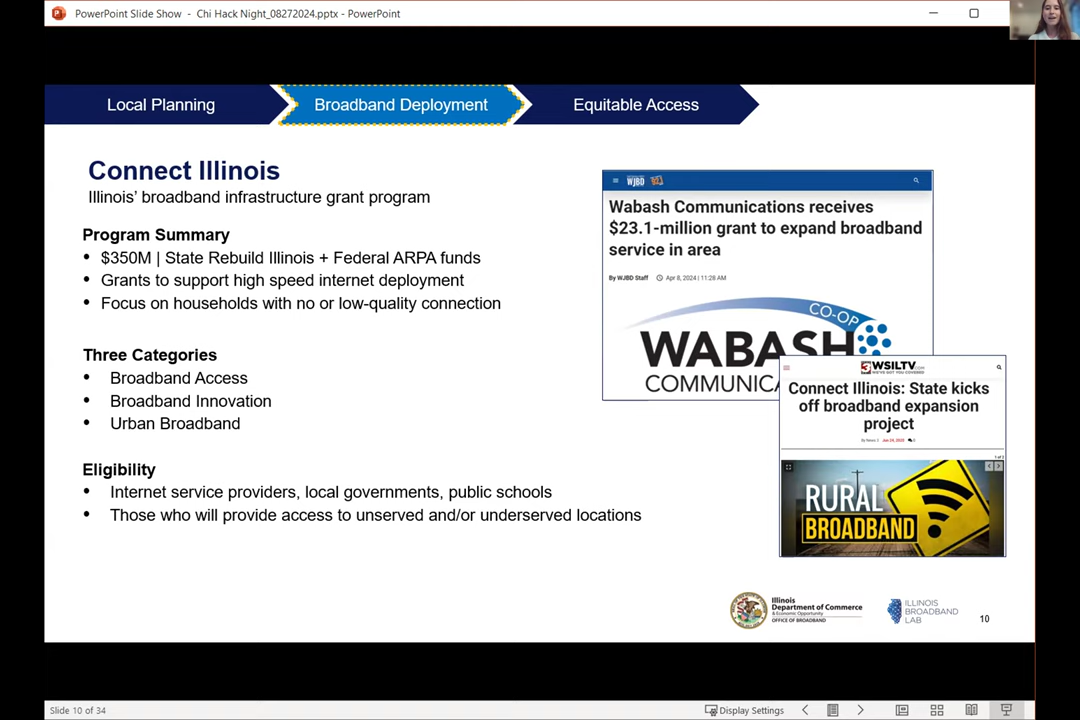 PowerPoint Slide Show - Chi Hack Night_08272024.pptx - PowerPoint
Local Planning
Broadband Deployment
Equitable Access
Connect Illinois
Illinois' broadband infrastructure grant program
Program Summary
• $350M | State Rebuild Illinois + Federal ARPA funds
• Grants to support high speed internet deployment
• Focus on households with no or low-quality connection
Three Categories
• Broadband Access
• Broadband Innovation
• Urban Broadband
Eligibility
• Internet service providers, local governments, public schools
• Those who will provide access to unserved and/or underserved locations
WJBD
Wabash Communications receives
$23.1-million grant to expand broadband
service in area
By WJBD Staff Apr 8, 2024 | 11:28 AM
CO-OP
WABASH
COMMUNICA
3 WSILTV.COM
Connect Illinois: State kicks
off broadband expansion
project
RURAL
BROADBAND
Illinois
Department of Commerce
& Economic Opportunity
OFFICE OF BROADBAND
ILLINOIS
BROADBAND
LAB
10
Slide 10 of 34
Display Settings